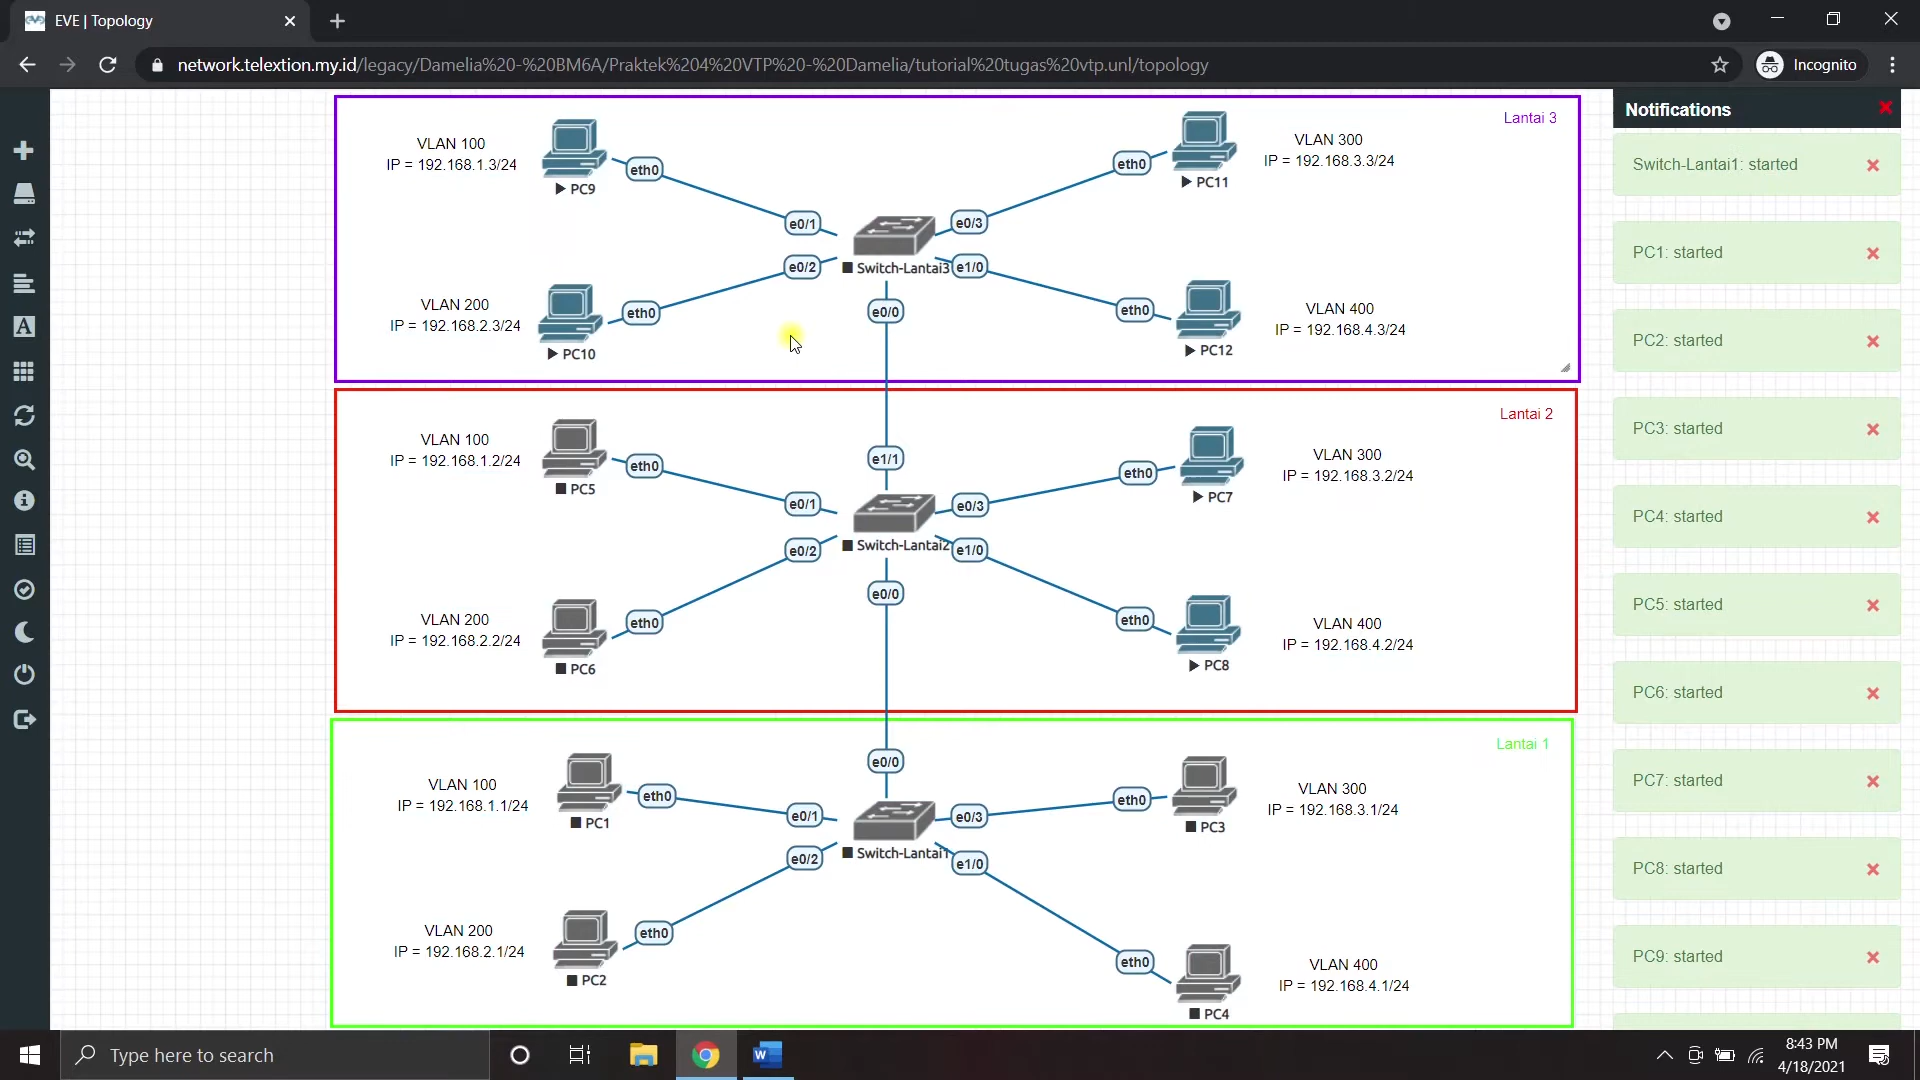 EVE | Topology
network.telextion.my.id/legacy/Damelia%20-%20BM6A/Praktek%204%20VTP%20-%20Damelia/tutorial%20tugas%20vtp.unl/topology
Incognito
Lantai 3
VLAN 100
IP = 192.168.1.3/24
PC9
eth0
e0/1
VLAN 300
IP = 192.168.3.3/24
PC11
eth0
e0/3
Switch-Lantai3
e0/2
e1/0
e0/0
VLAN 200
IP = 192.168.2.3/24
PC10
eth0
VLAN 400
IP = 192.168.4.3/24
PC12
eth0
Lantai 2
VLAN 100
IP = 192.168.1.2/24
PC5
eth0
e0/1
e1/1
VLAN 300
IP = 192.168.3.2/24
PC7
eth0
e0/3
Switch-Lantai2
e0/2
e1/0
e0/0
VLAN 200
IP = 192.168.2.2/24
PC6
eth0
VLAN 400
IP = 192.168.4.2/24
PC8
eth0
Lantai 1
e0/0
VLAN 100
IP = 192.168.1.1/24
PC1
eth0
e0/1
VLAN 300
IP = 192.168.3.1/24
PC3
eth0
e0/3
Switch-Lantai1
e0/2
e1/0
VLAN 200
IP = 192.168.2.1/24
PC2
eth0
VLAN 400
IP = 192.168.4.1/24
PC4
eth0
Notifications
Switch-Lantai1: started
PC1: started
PC2: started
PC3: started
PC4: started
PC5: started
PC6: started
PC7: started
PC8: started
PC9: started
Type here to search
8:43 PM
4/18/2021